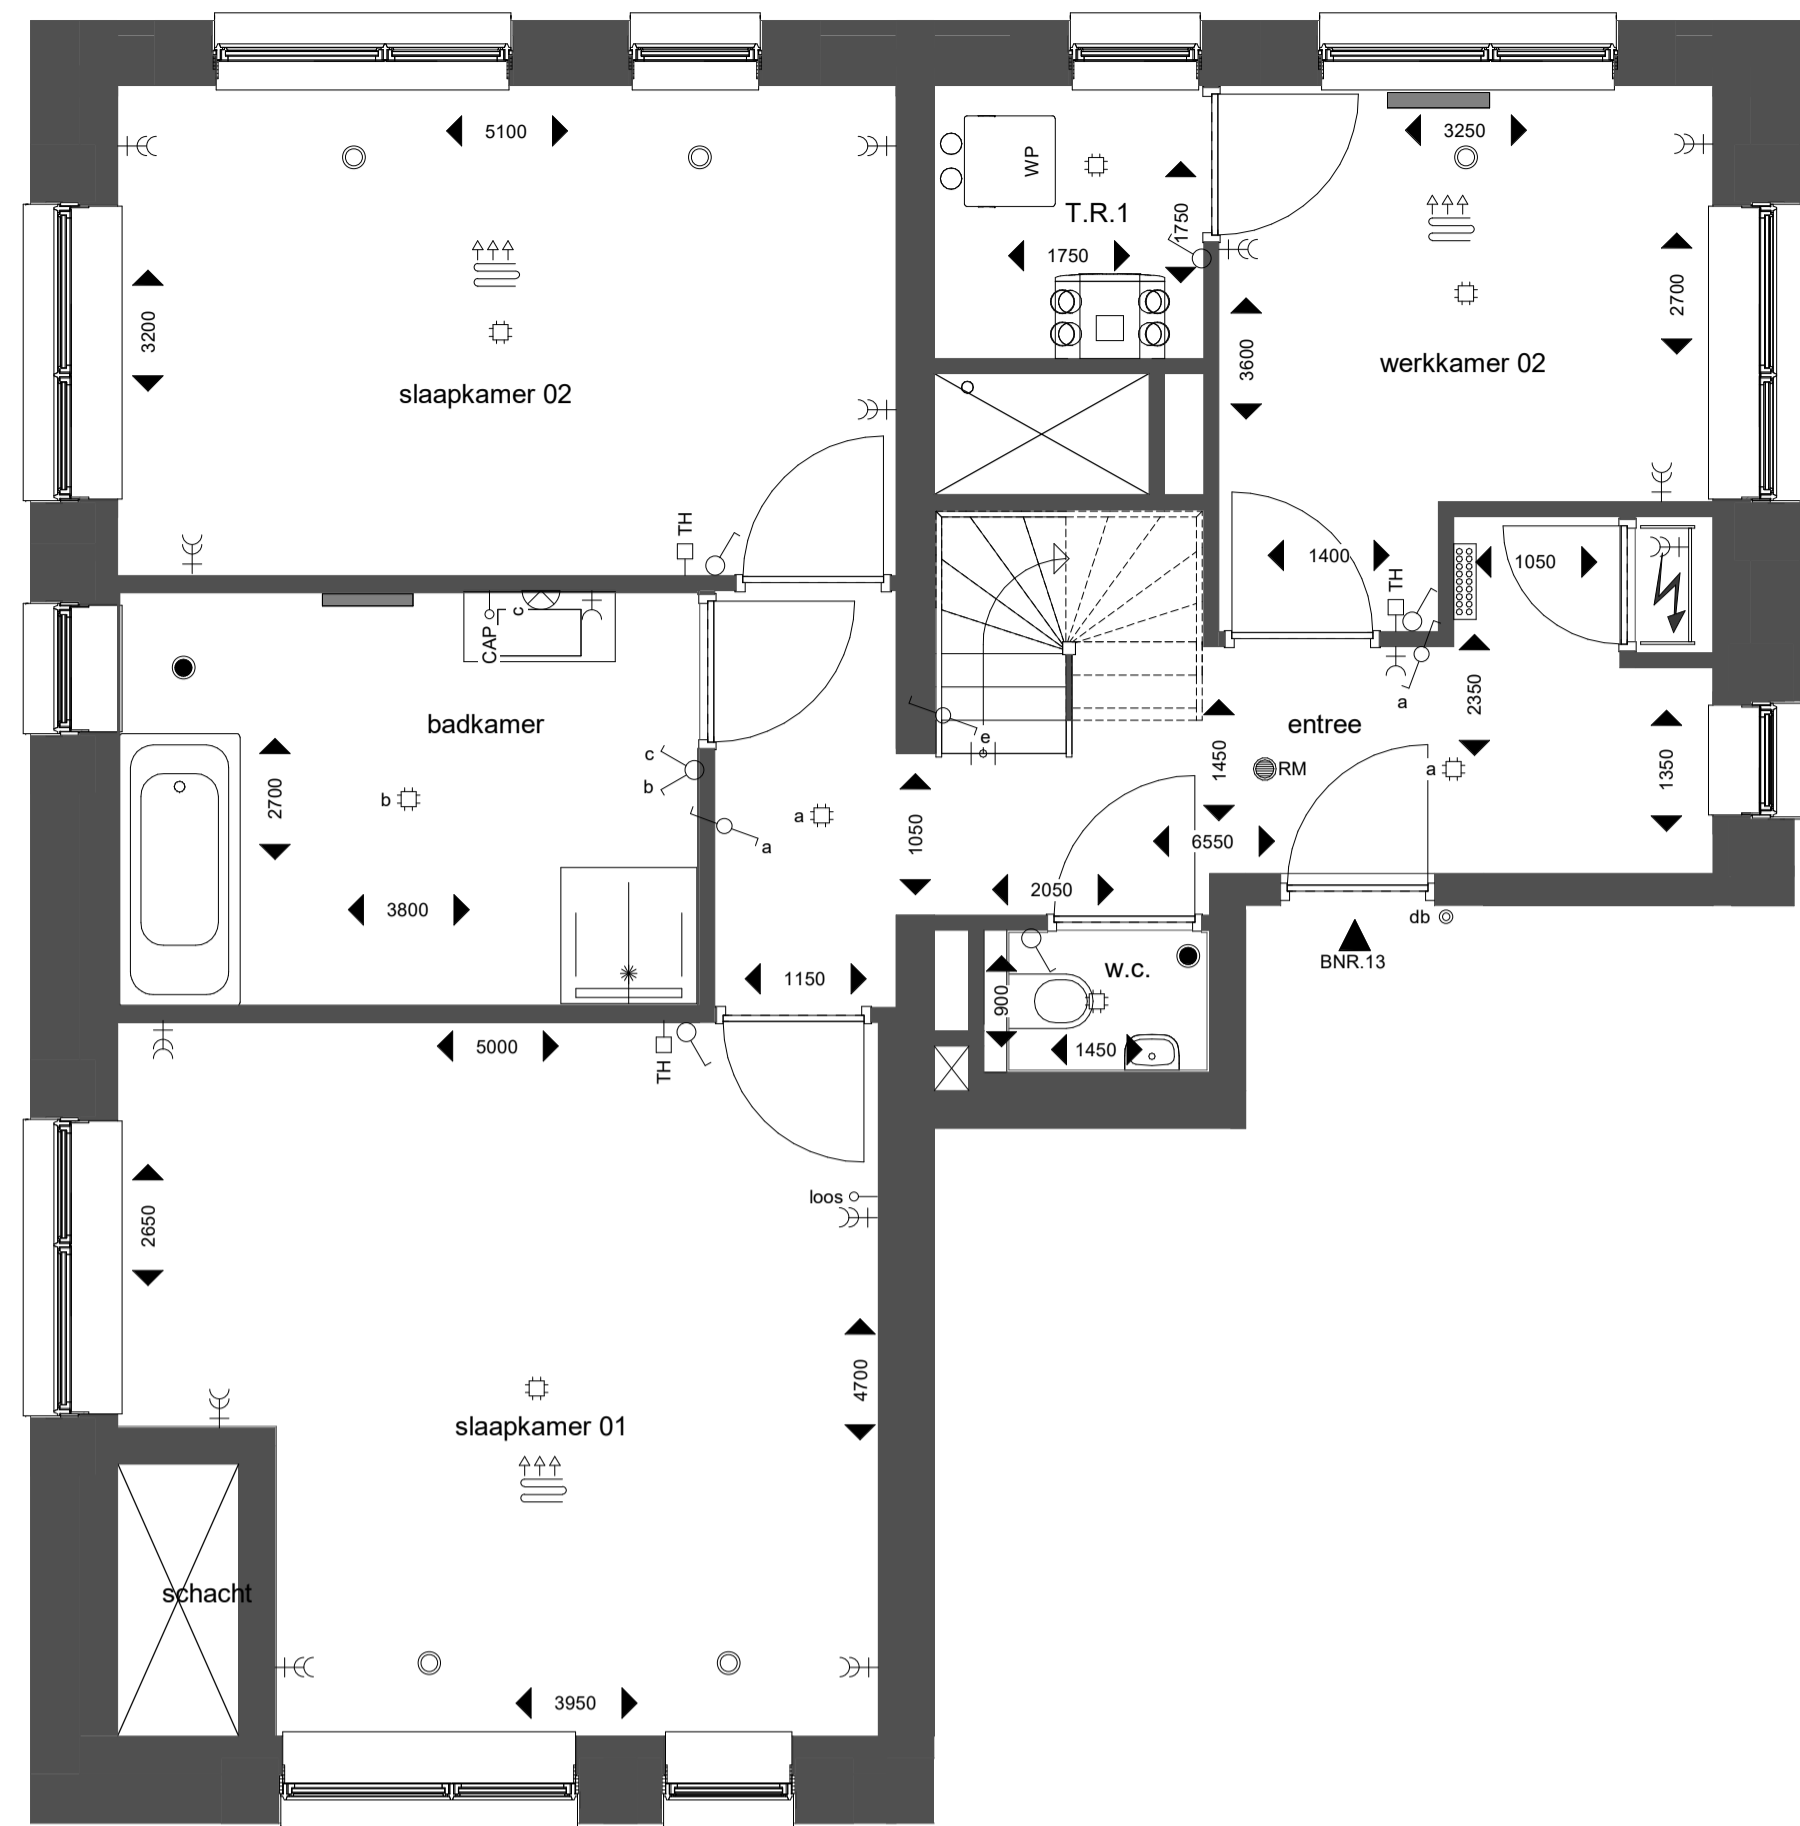 5100
3250
WP
T.R.1
1750
1750
3200
2700
3600
werkkamer 02
slaapkamer 02
TH
1400
1050
TH
CAP
c
a
2350
badkamer
e
entree
c
b
1450
RM
a
1350
b
2700
a
a
1050
6550
3800
2050
db
BNR.13
1150
w.c.
900
5000
TH
1450
loos
2650
4700
slaapkamer 01
schacht
3950